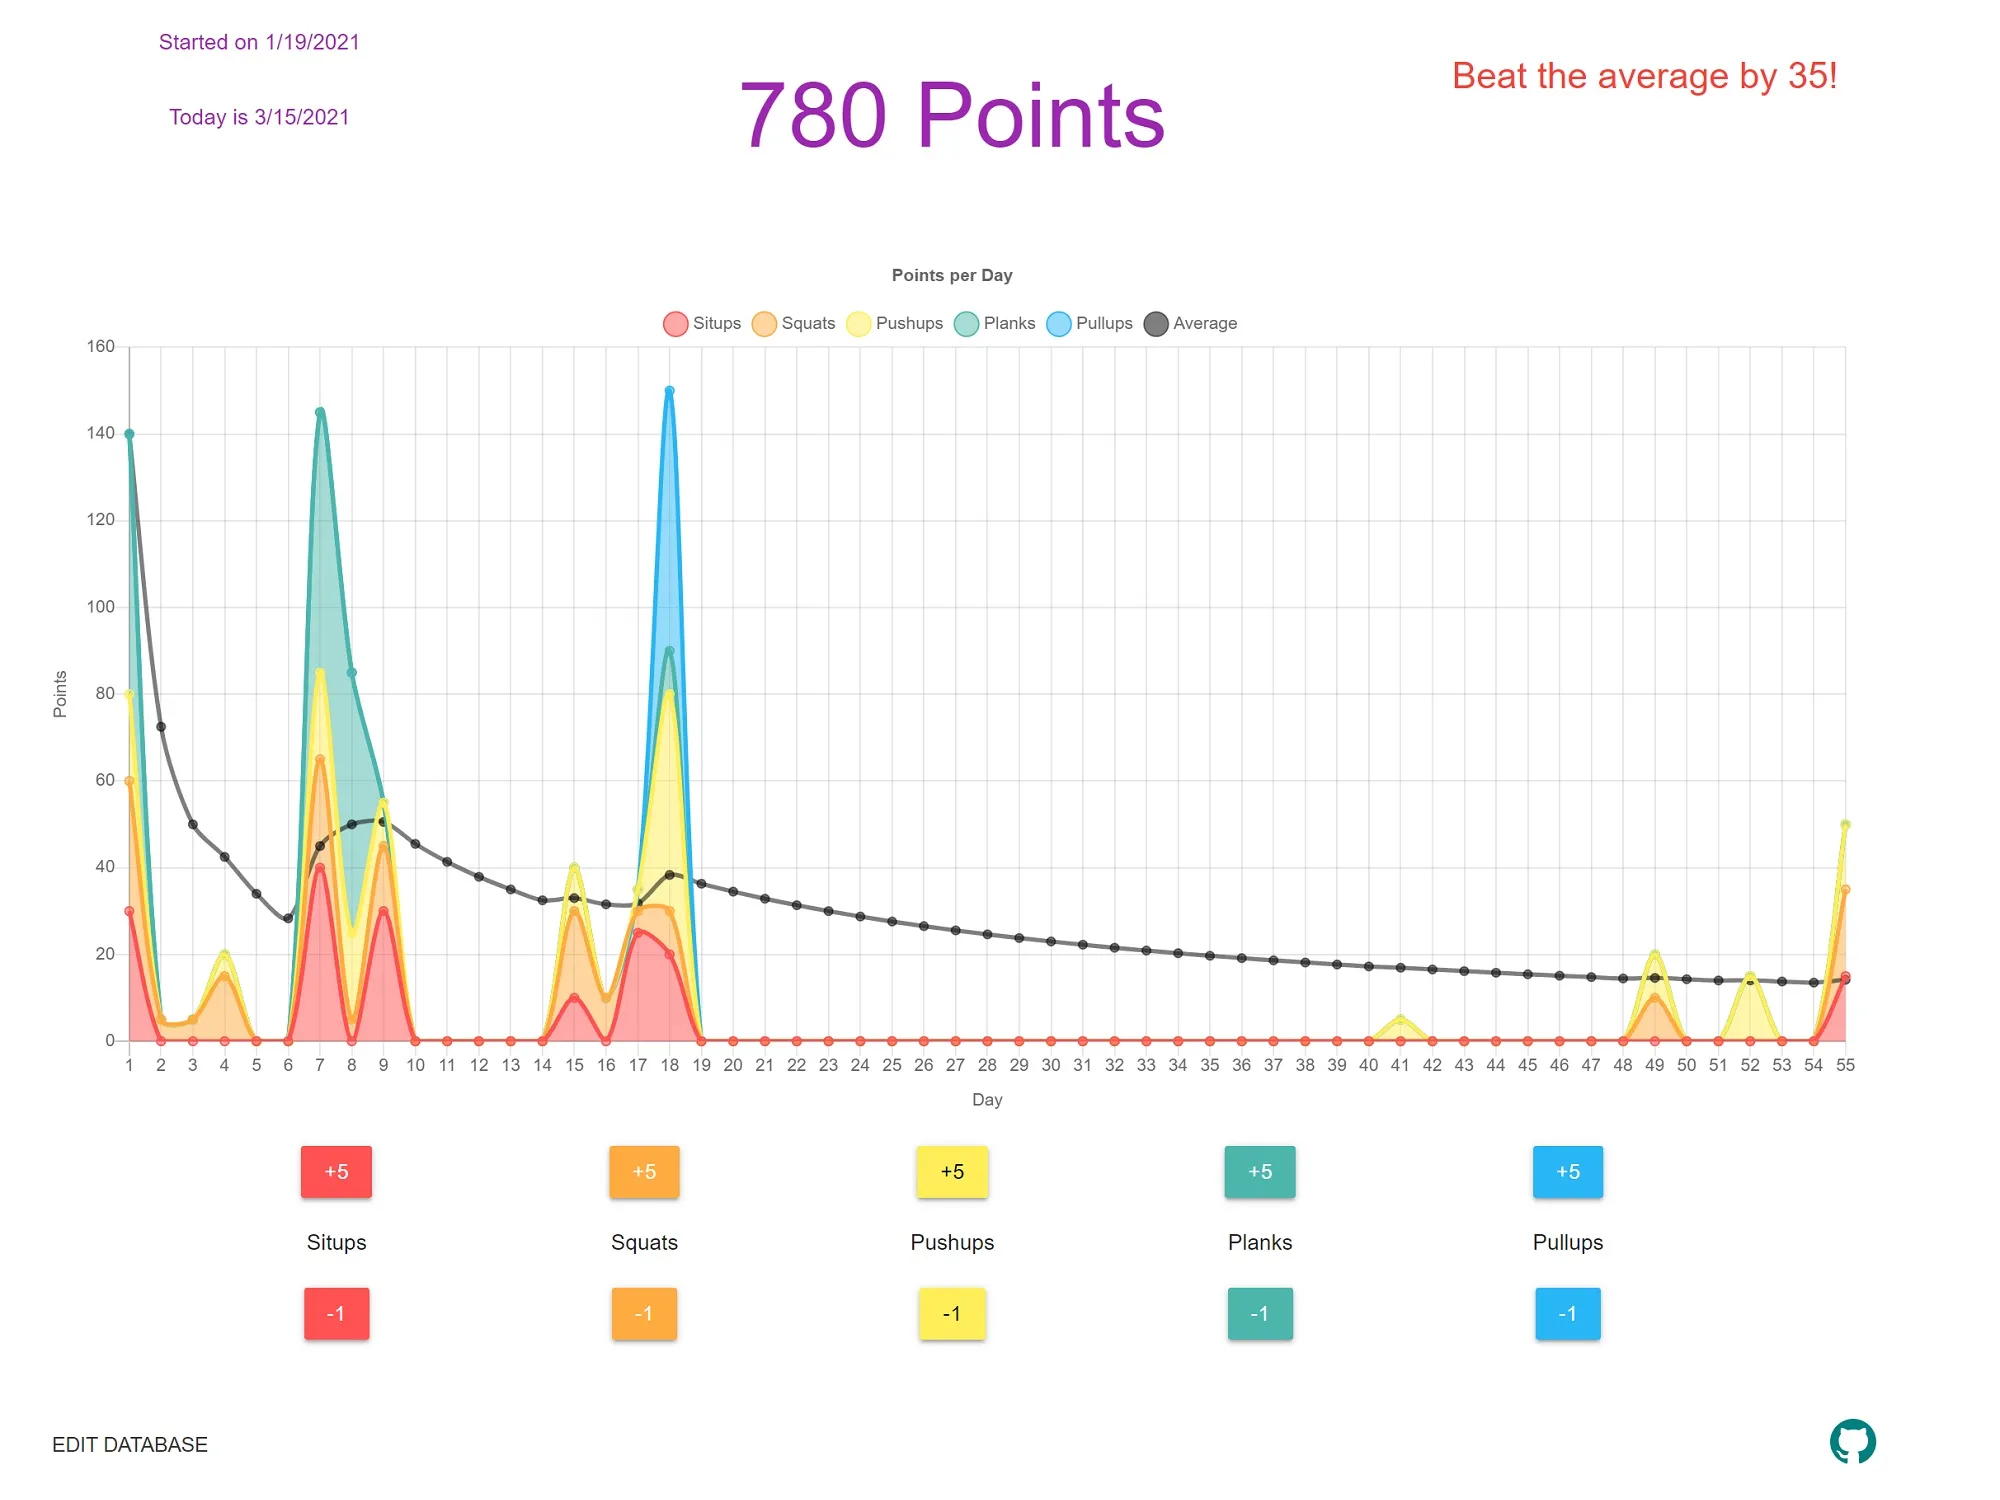 Started on 1/19/2021
Today is 3/15/2021
780 Points
Beat the average by 35!
Points per Day
Situps Squats Pushups Planks Pullups Average
160
140
120
100
80
60
40
20
0
Points
1 2 3 4 5 6 7 8 9 10 11 12 13 14 15 16 17 18 19 20 21 22 23 24 25 26 27 28 29 30 31 32 33 34 35 36 37 38 39 40 41 42 43 44 45 46 47 48 49 50 51 52 53 54 55
Day
+5 +5 +5 +5 +5
Situps Squats Pushups Planks Pullups
-1 -1 -1 -1 -1
EDIT DATABASE